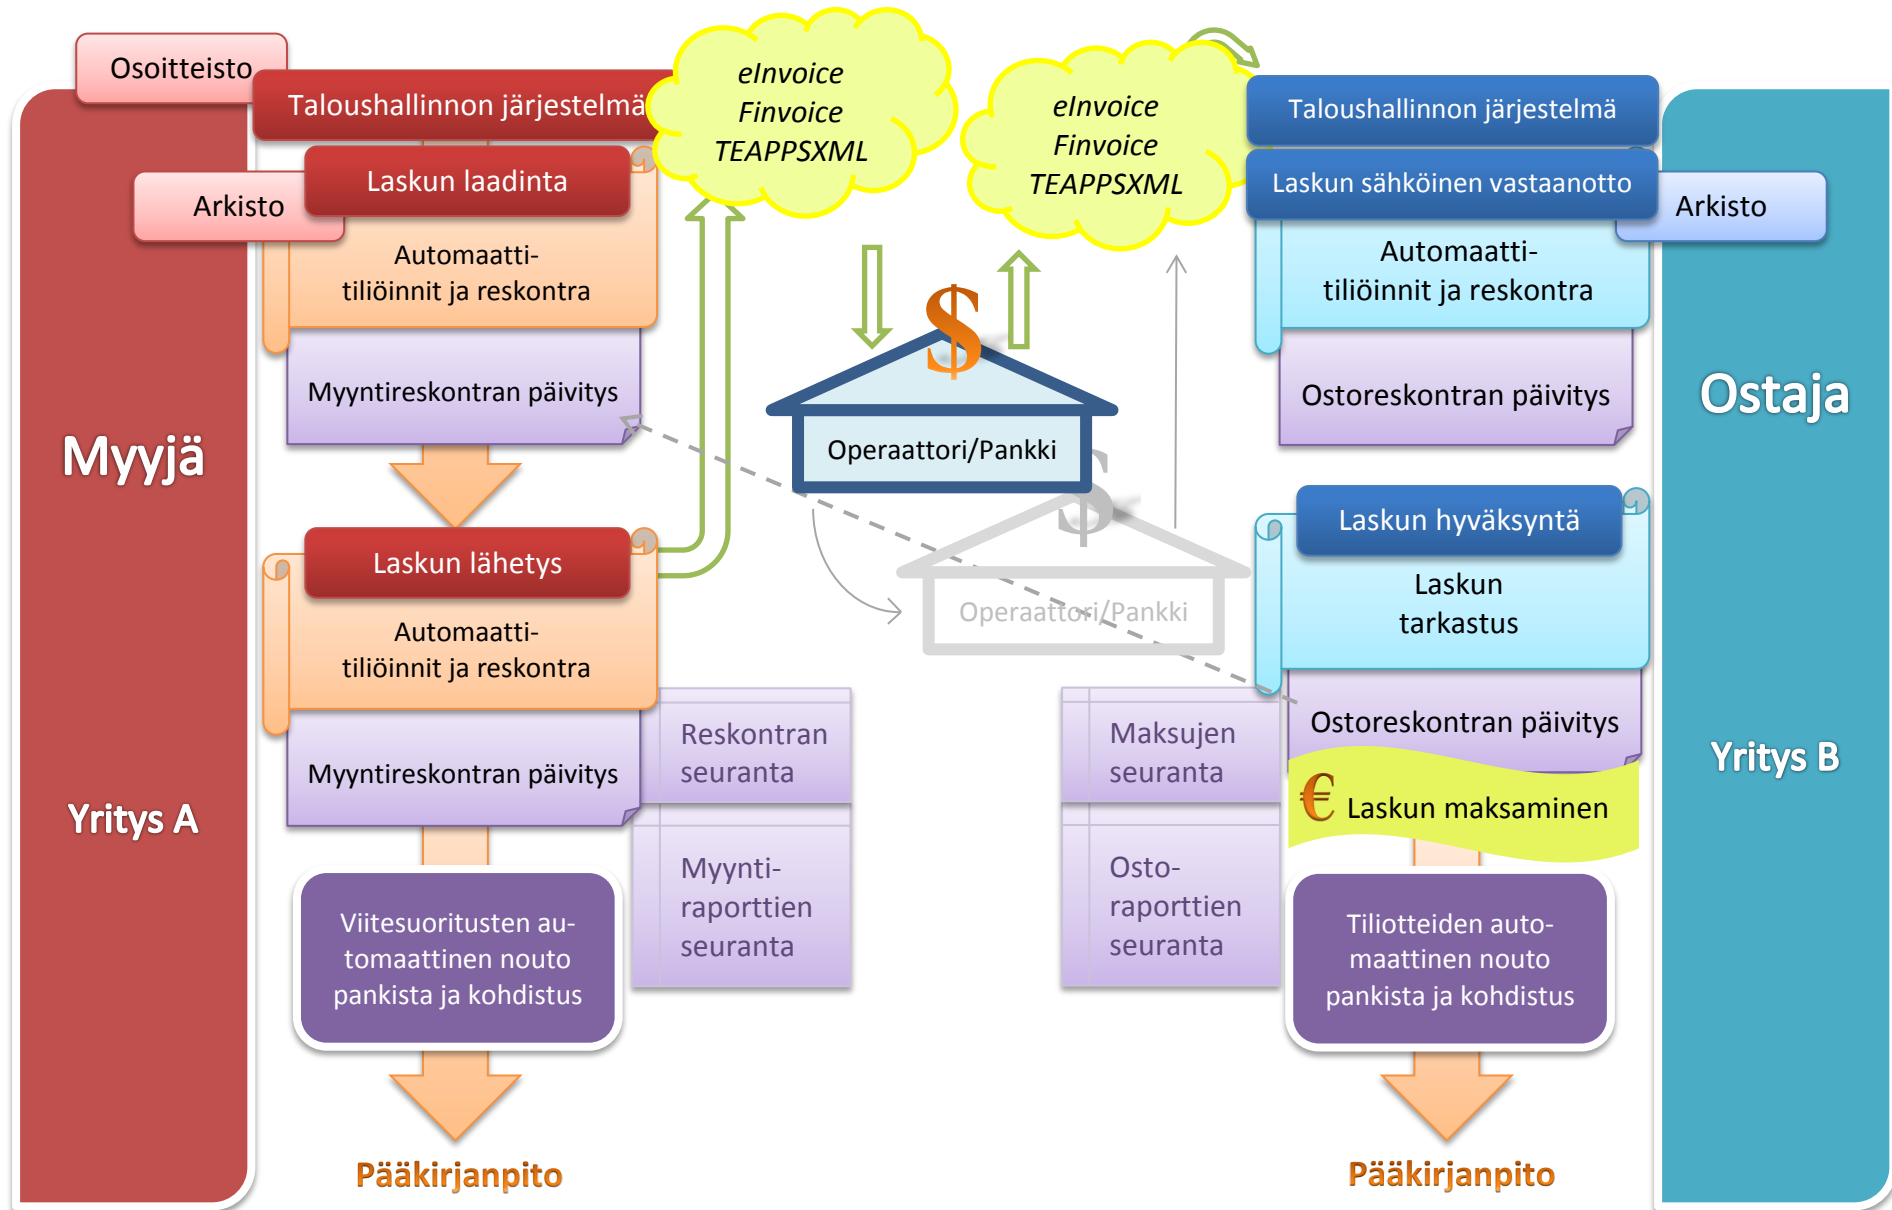 Osoitteisto
Taloushallinnon järjestelmä
Laskun laadinta
Arkisto
Automaatti-
tiliöinnit ja reskontra
Myyntireskontran päivitys
Myyjä
Yritys A
Laskun lähetys
Automaatti-
tiliöinnit ja reskontra
Myyntireskontran päivitys
Reskontran
seuranta
Myynti-
raporttien
seuranta
Viitesuoritusten au-
tomaattinen nouto
pankista ja kohdistus
Pääkirjanpito
eInvoice
Finvoice
TEAPPSXML
eInvoice
Finvoice
TEAPPSXML
$
Operaattori/Pankki
$
Operaattori/Pankki
Taloushallinnon järjestelmä
Laskun sähköinen vastaanotto
Arkisto
Automaatti-
tiliöinnit ja reskontra
Ostoreskontran päivitys
Ostaja
Yritys B
Laskun hyväksyntä
Laskun
tarkastus
Ostoreskontran päivitys
€ Laskun maksaminen
Maksujen
seuranta
Osto-
raporttien
seuranta
Tiliotteiden auto-
maattinen nouto
pankista ja kohdistus
Pääkirjanpito